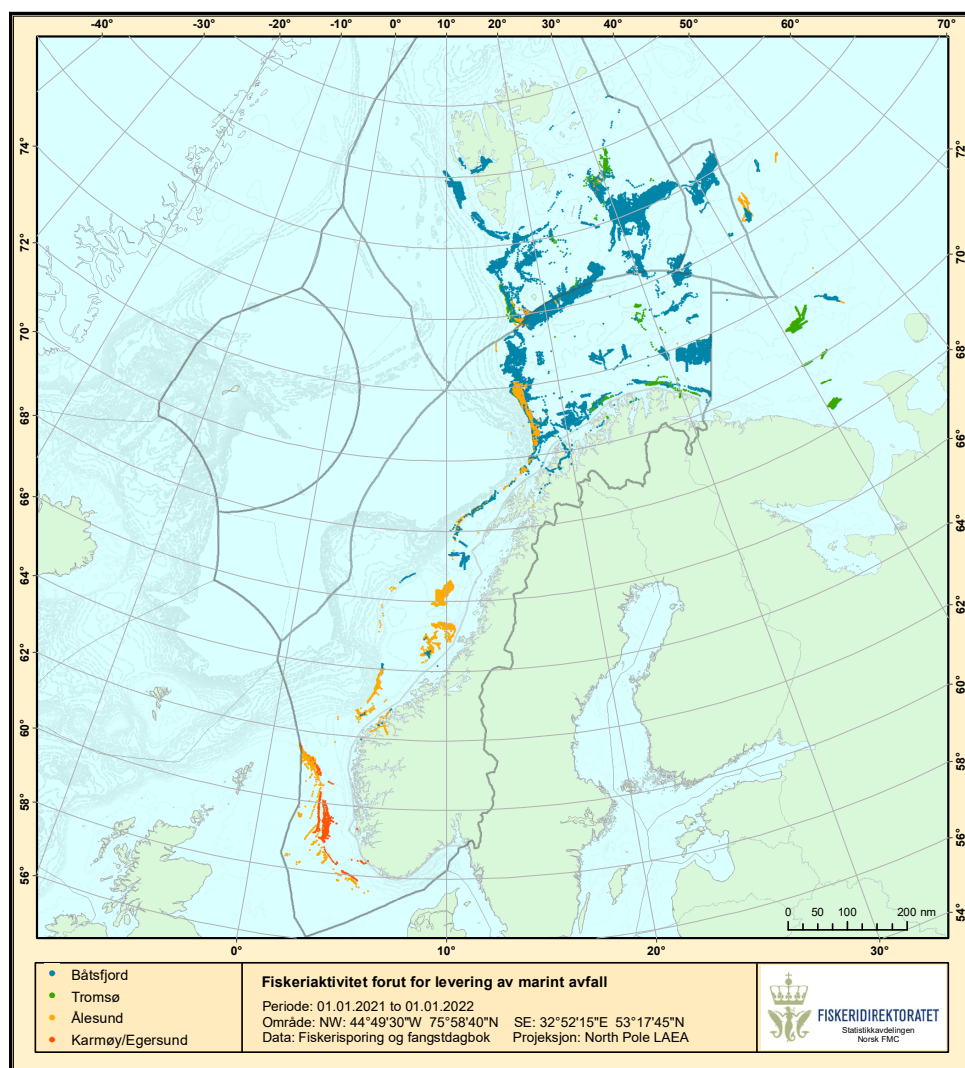 -40° -30° -20° -10° 0° 10° 20° 30° 40° 50° 60° 70°
74° 72°
72°
70° 70°
68° 68°
66° 66°
64° 64°
62° 62°
60° 60°
58° 58°
56° 56°
54°
0 50 100 200 nm
0° 10° 20° 30°
Båtsfjord
Tromsø
Ålesund
Karmøy/Egersund
Fiskeriaktivitet forut for levering av marint avfall
Periode: 01.01.2021 to 01.01.2022
Område: NW: 44°49'30"W 75°58'40"N SE: 32°52'15"E 53°17'45"N
Data: Fiskerisporing og fangstdagbok Projeksjon: North Pole LAEA
FISKERIDIREKTORATET
Statistikkavdelingen
Norsk FMC